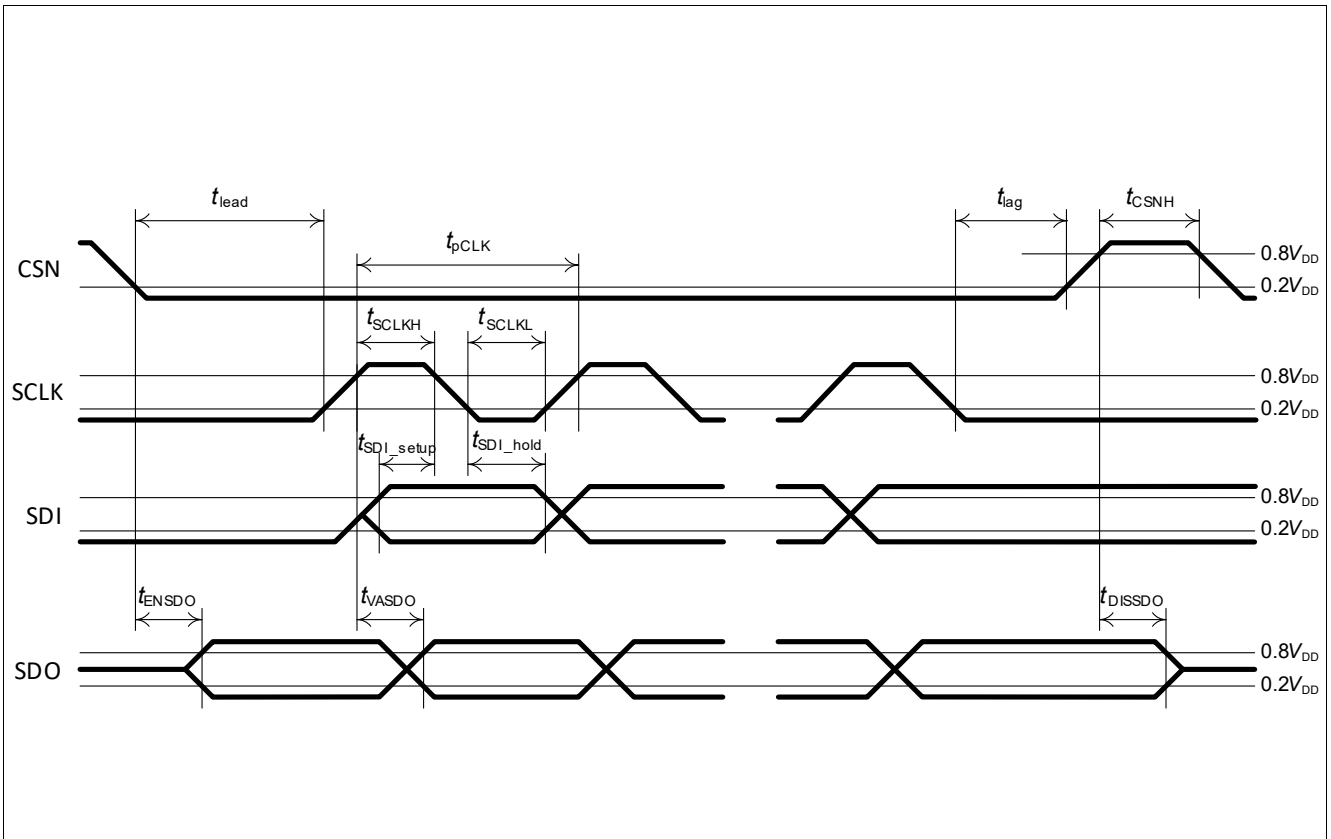 tlead
tlag
tCSNH
tpCLK
CSN
0.8VDD
0.2VDD
tSCLKH
tSCLKL
SCLK
0.8VDD
0.2VDD
tSDI_setup
tSDI_hold
SDI
0.8VDD
0.2VDD
tENSDO
tVASDO
tDISSDO
SDO
0.8VDD
0.2VDD